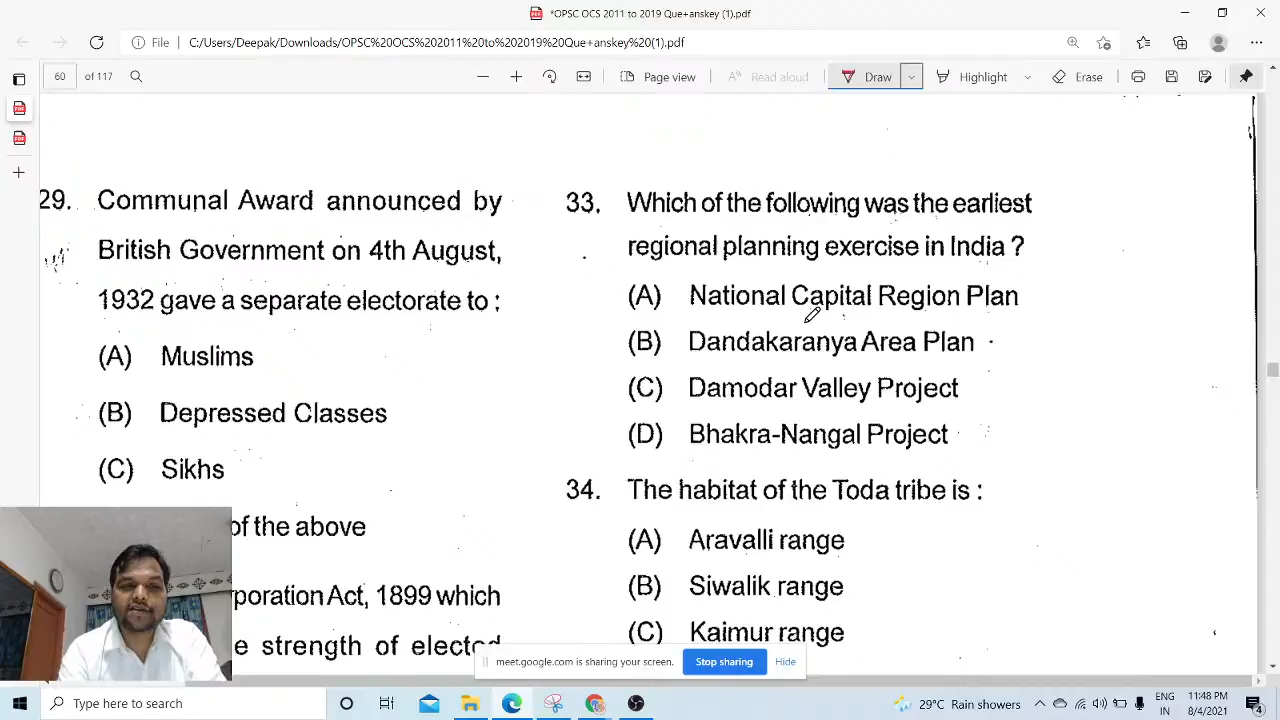 *OPSC OCS 2011 to 2019 Que+anskey (1).pdf
File C:/Users/Deepak/Downloads/OPSC%20OCS%202011%20to%202019%20Que+anskey%20(1).pdf
60 of 117 Page view Read aloud Draw Highlight Erase
29. Communal Award announced by
British Government on 4th August,
1932 gave a separate electorate to :
(A) Muslims
(B) Depressed Classes
(C) Sikhs
of the above
poration Act, 1899 which
e strength of elected
33. Which of the following was the earliest
regional planning exercise in India ?
(A) National Capital Region Plan
(B) Dandakaranya Area Plan
(C) Damodar Valley Project
(D) Bhakra-Nangal Project
34. The habitat of the Toda tribe is :
(A) Aravalli range
(B) Siwalik range
(C) Kaimur range
meet.google.com is sharing your screen. Stop sharing Hide
Type here to search
29°C Rain showers
ENG
IN
11:48 PM
8/4/2021
4